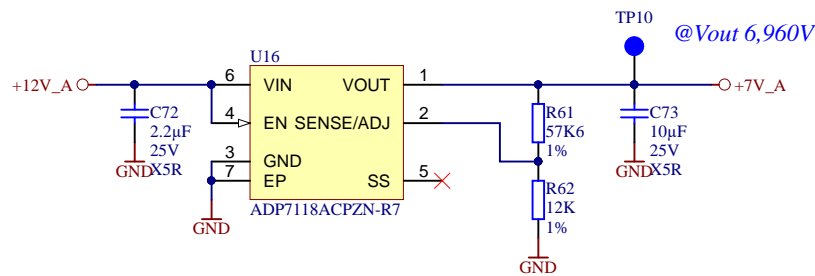 TP10
@Vout 6,960V
U16
+12V_A
6
VIN
VOUT
1
+7V_A
C72
2.2µF
25V
X5R
GND
4
EN
SENSE/ADJ
2
R61
57K6
1%
C73
10µF
25V
X5R
GND
3
GND
7
EP
SS
5
R62
12K
1%
ADP7118ACPZN-R7
GND
GND